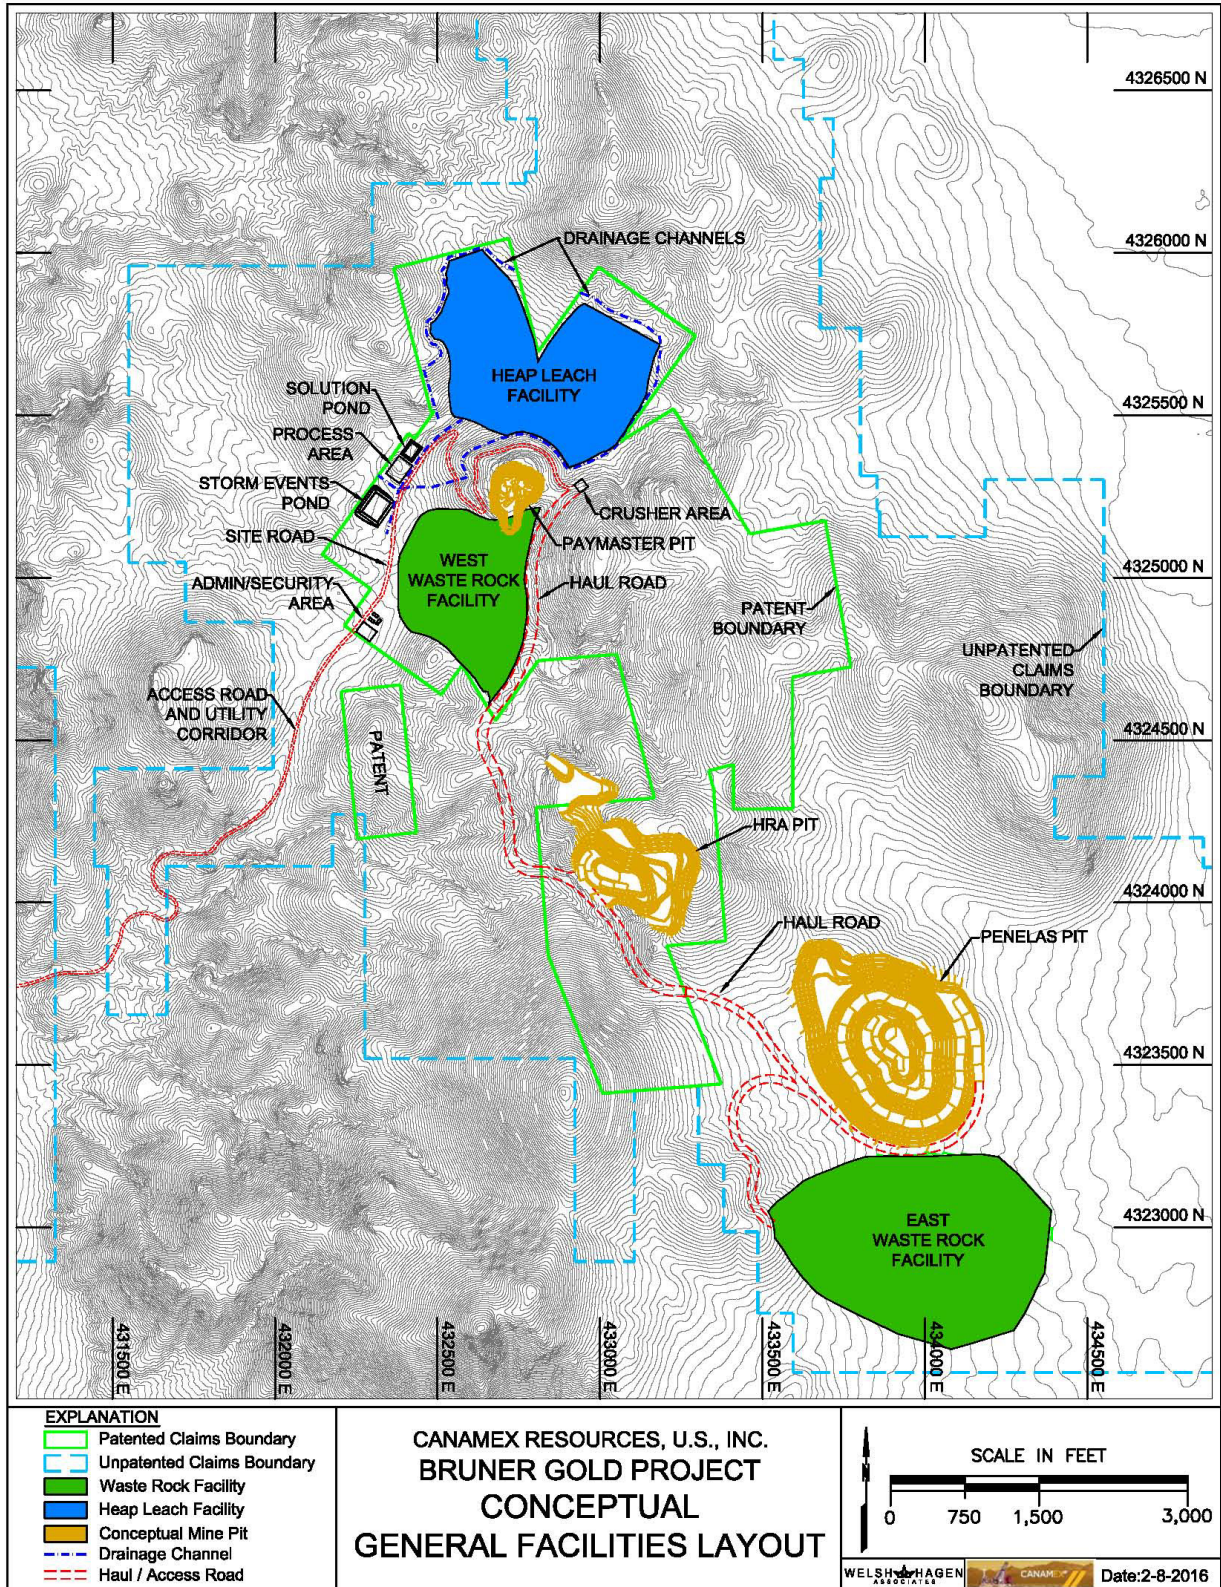 4326500 N
DRAINAGE CHANNELS
4326000 N
HEAP LEACH
FACILITY
SOLUTION
POND
4325500 N
PROCESS
AREA
STORM EVENTS
POND
CRUSHER AREA
SITE ROAD
PAYMASTER PIT
WEST
WASTE ROCK
FACILITY
ADMIN/SECURITY
AREA
HAUL ROAD
4325000 N
PATENT
BOUNDARY
UNPATENTED
CLAIMS
BOUNDARY
ACCESS ROAD
AND UTILITY
CORRIDOR
PATENT
4324500 N
HRA PIT
4324000 N
HAUL ROAD
PENELAS PIT
4323500 N
EAST
WASTE ROCK
FACILITY
4323000 N
431500 E
432000 E
432500 E
433000 E
433500 E
434000 E
434500 E
EXPLANATION
Patented Claims Boundary
Unpatented Claims Boundary
Waste Rock Facility
Heap Leach Facility
Conceptual Mine Pit
Drainage Channel
Haul / Access Road
CANAMEX RESOURCES, U.S., INC.
BRUNER GOLD PROJECT
CONCEPTUAL
GENERAL FACILITIES LAYOUT
SCALE IN FEET
0 750 1,500 3,000
WELSH HAGEN
ASSOCIATES
CANAMEX
Date:2-8-2016